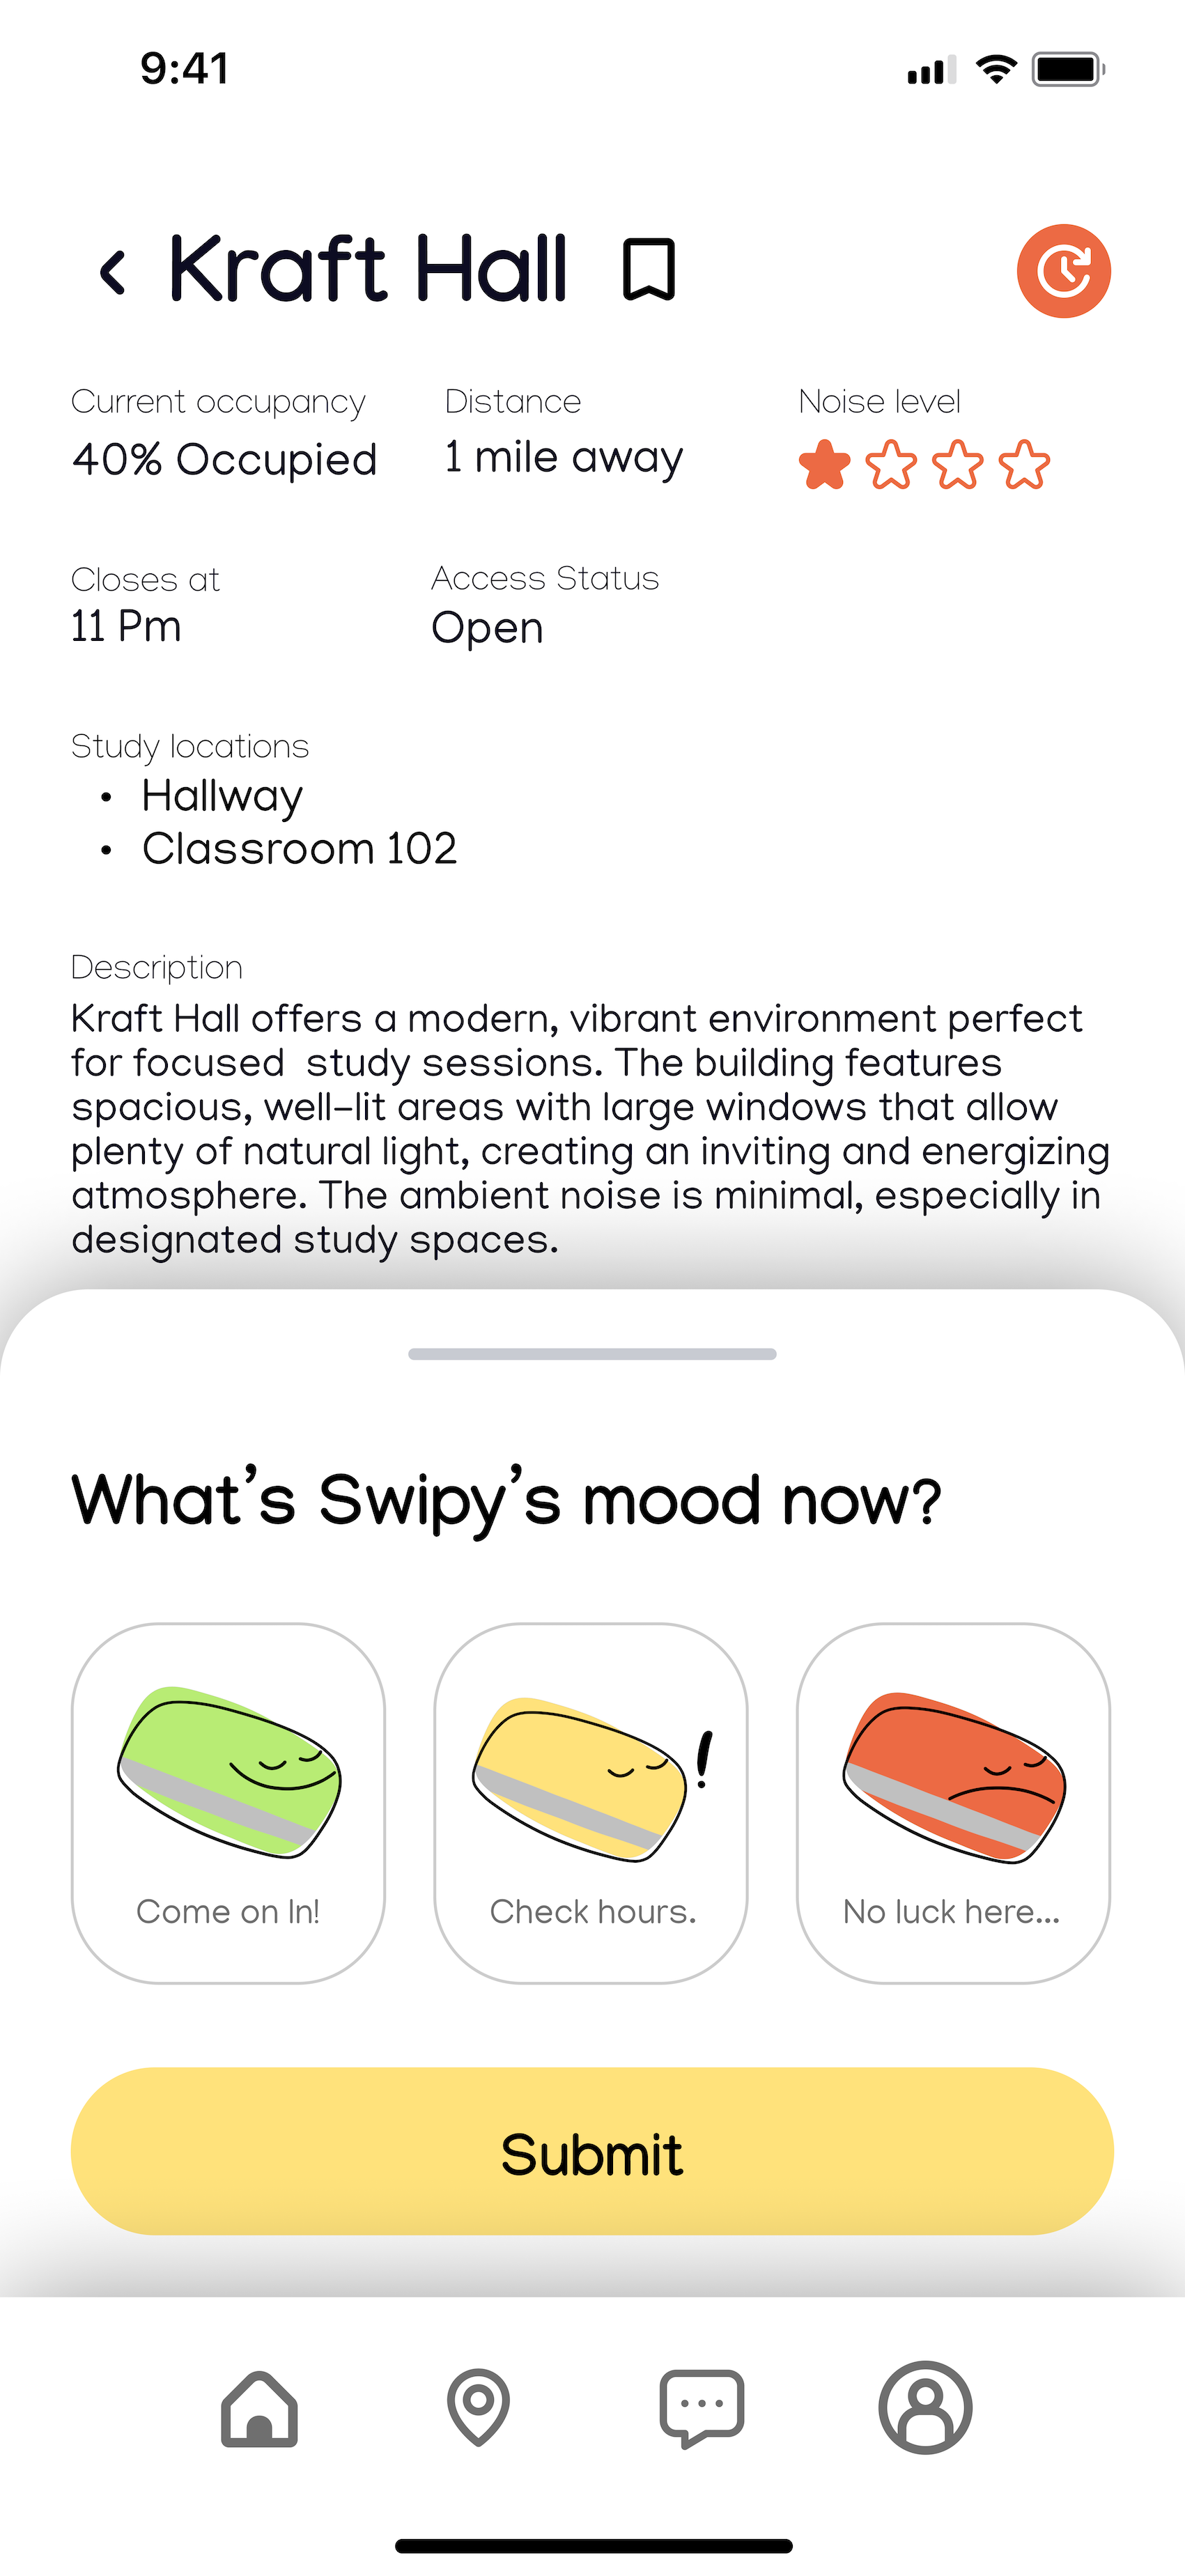 9:41
Kraft Hall
Current occupancy
40% Occupied
Distance
1 mile away
Noise level
Closes at
11 Pm
Access Status
Open
Study locations
• Hallway
• Classroom 102
Description
Kraft Hall offers a modern, vibrant environment perfect
for focused  study sessions. The building features
spacious, well-lit areas with large windows that allow
plenty of natural light, creating an inviting and energizing
atmosphere. The ambient noise is minimal, especially in
designated study spaces.
What’s Swipy’s mood now?
!
Come on In!
Check hours.
No luck here...
Submit